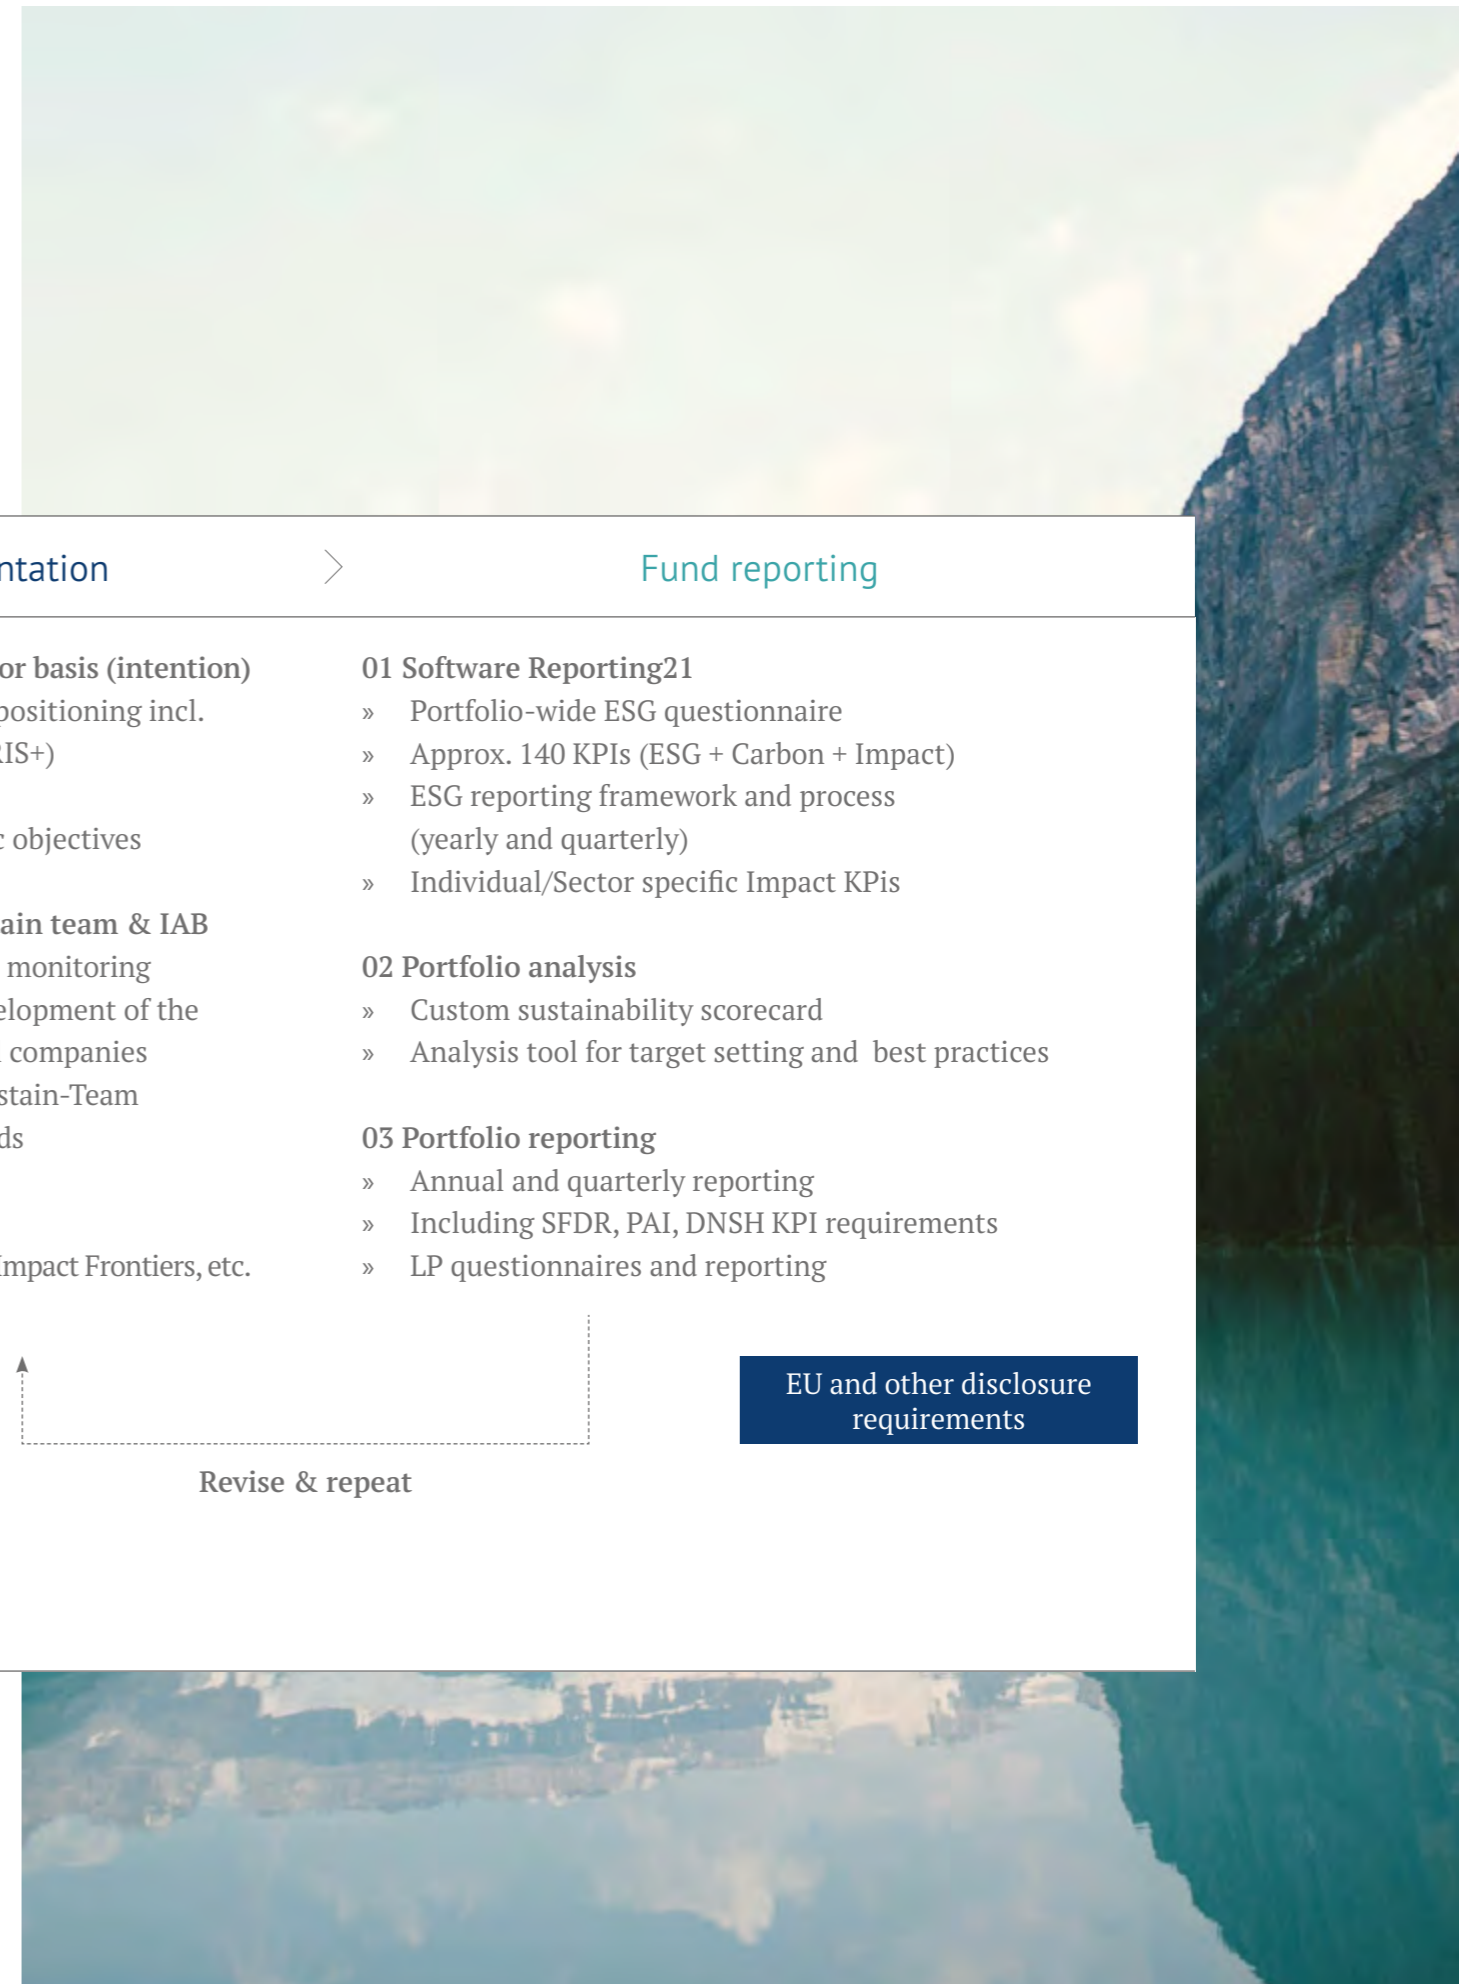 ntation
or basis (intention)
positioning incl.
RIS+)
c objectives
ain team & IAB
monitoring
elopment of the
companies
stain-Team
ds
Impact Frontiers, etc.
Fund reporting
01 Software Reporting21
» Portfolio-wide ESG questionnaire
» Approx. 140 KPIs (ESG + Carbon + Impact)
» ESG reporting framework and process
(yearly and quarterly)
» Individual/Sector specific Impact KPis
02 Portfolio analysis
» Custom sustainability scorecard
» Analysis tool for target setting and best practices
03 Portfolio reporting
» Annual and quarterly reporting
» Including SFDR, PAI, DNSH KPI requirements
» LP questionnaires and reporting
EU and other disclosure
requirements
Revise & repeat